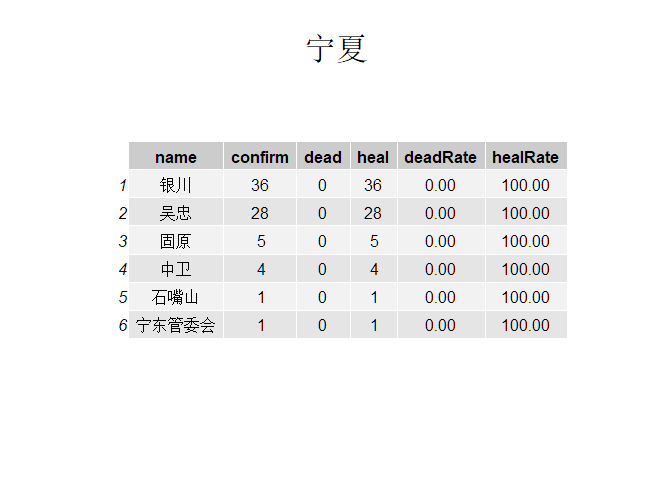 宁夏
name confirm dead heal deadRate healRate
1 银川 36 0 36 0.00 100.00
2 吴忠 28 0 28 0.00 100.00
3 固原 5 0 5 0.00 100.00
4 中卫 4 0 4 0.00 100.00
5 石嘴山 1 0 1 0.00 100.00
6 宁东管委会 1 0 1 0.00 100.00